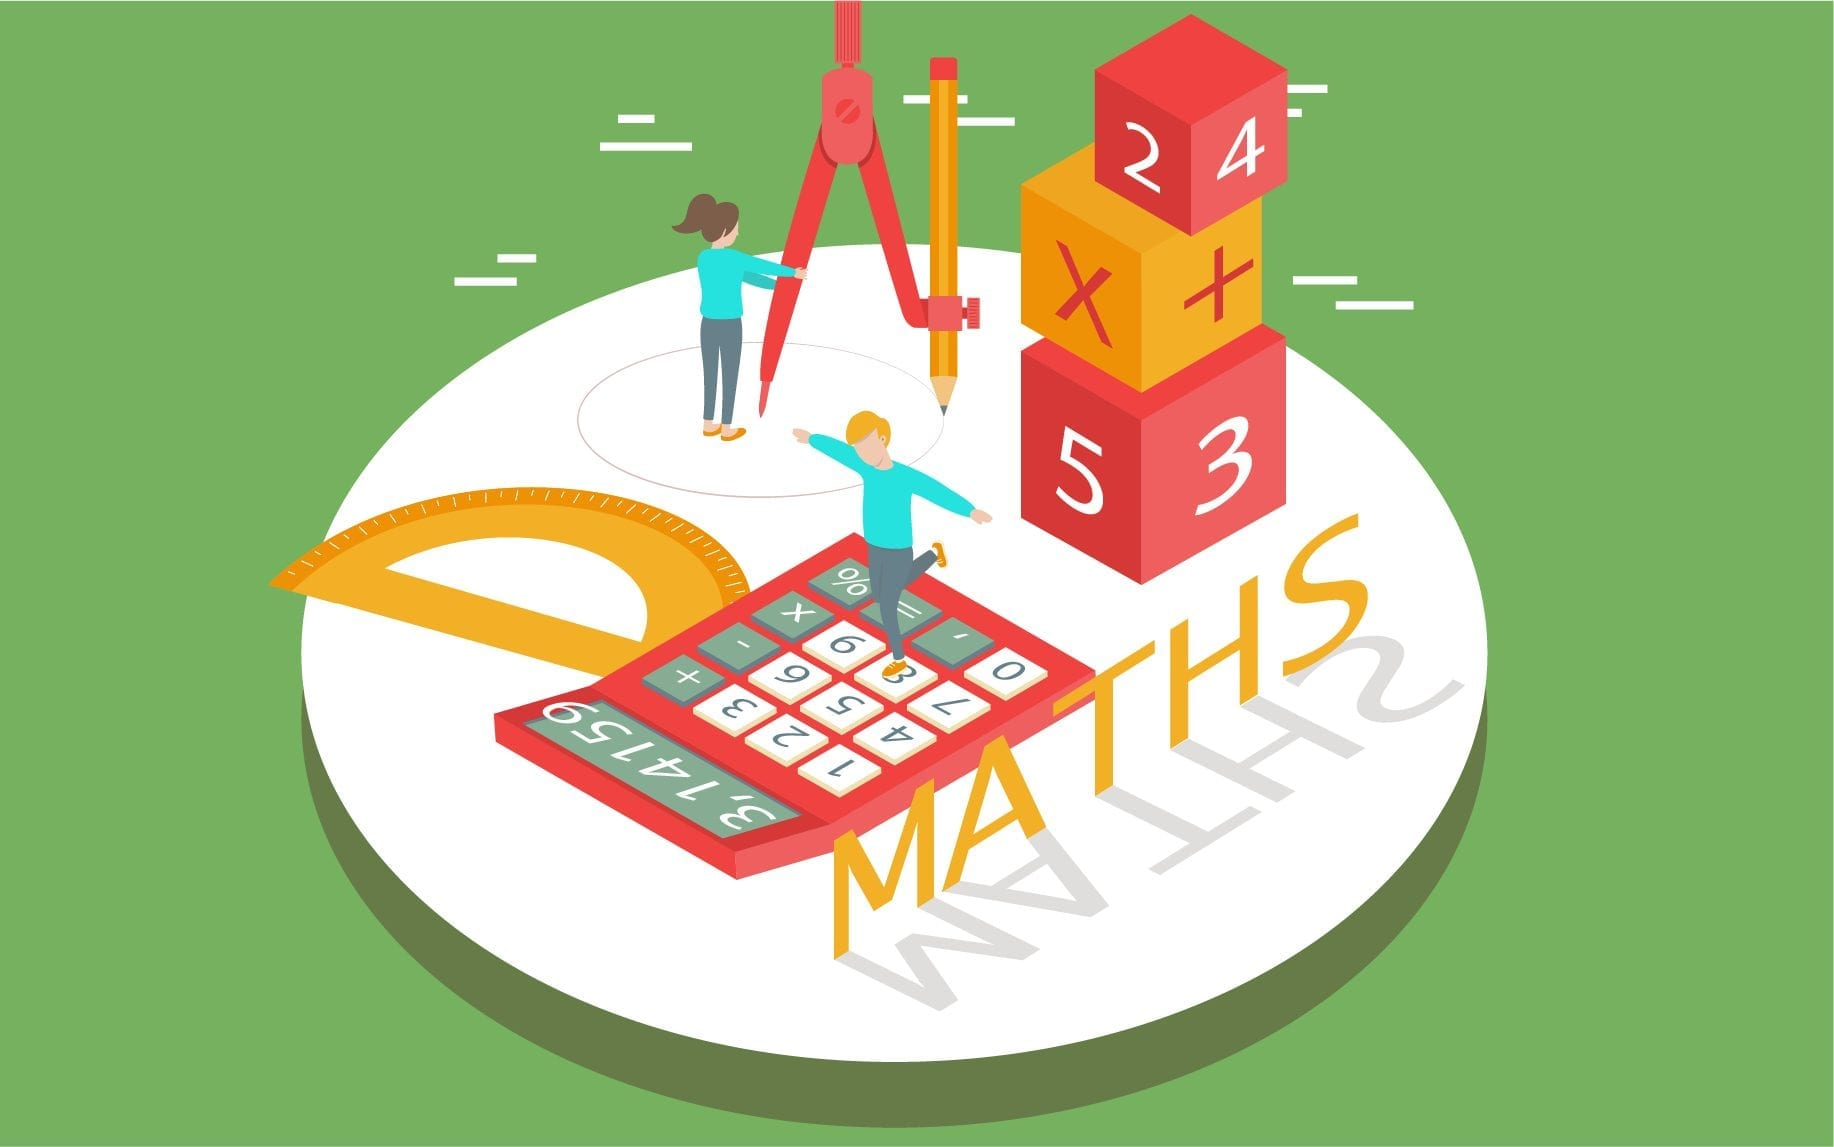 2 4
X +
5 3
3,14159
1 2 3 +
4 5 6 -
7 8 9 x
0 , = %
MATHS